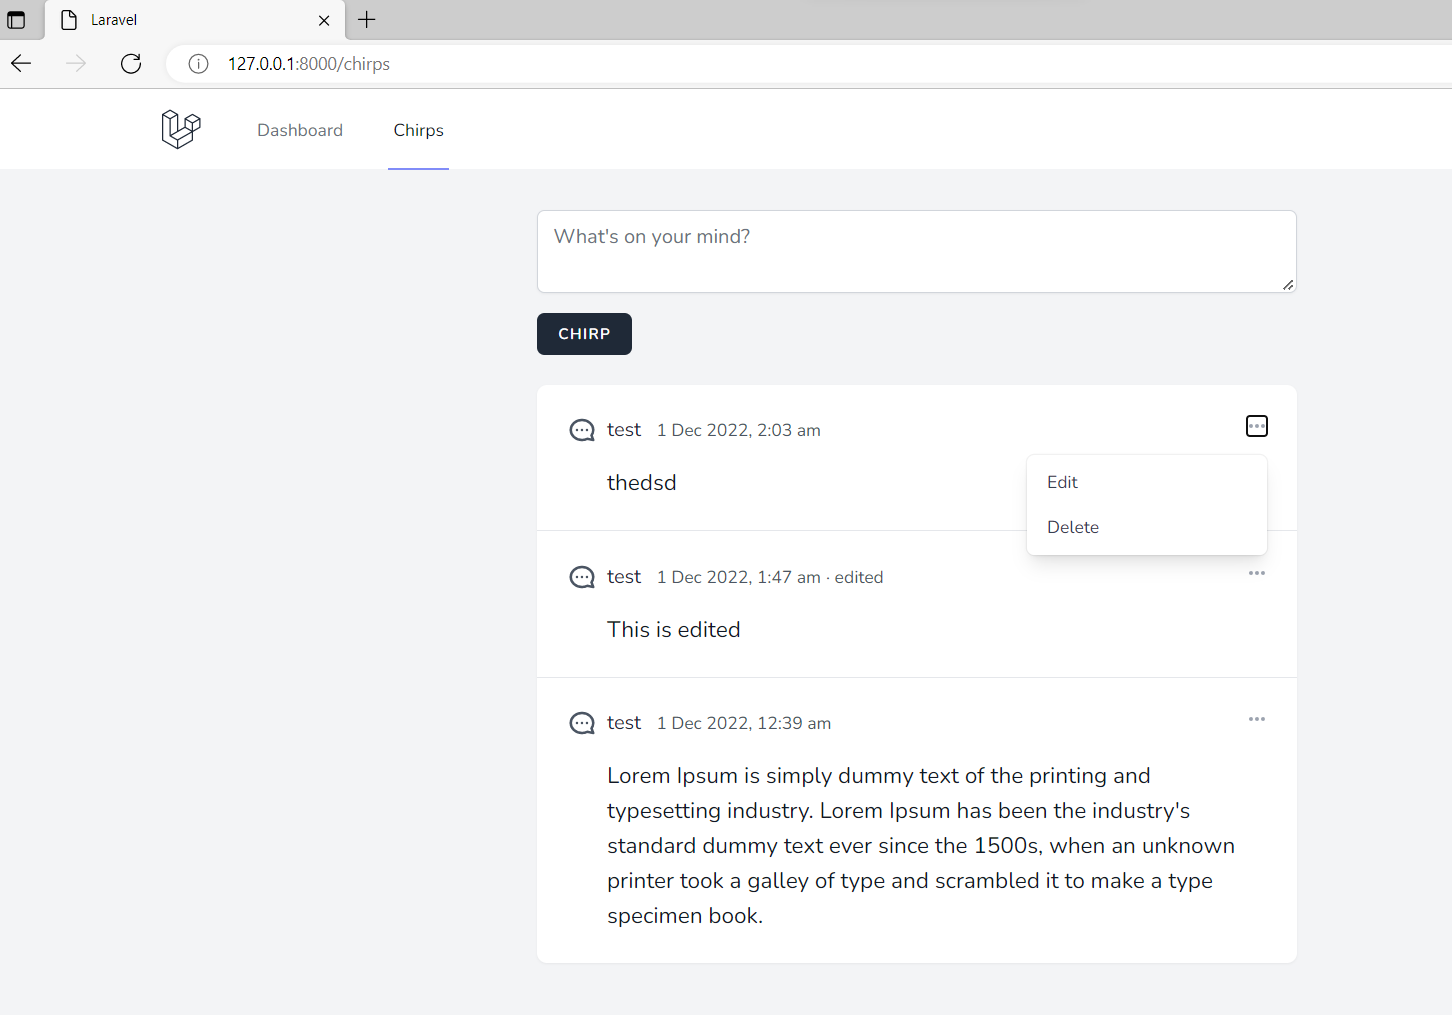 Laravel
127.0.0.1:8000/chirps
Dashboard
Chirps
What's on your mind?
CHIRP
test 1 Dec 2022, 2:03 am
thedsd
Edit
Delete
test 1 Dec 2022, 1:47 am · edited
This is edited
test 1 Dec 2022, 12:39 am
Lorem Ipsum is simply dummy text of the printing and
typesetting industry. Lorem Ipsum has been the industry's
standard dummy text ever since the 1500s, when an unknown
printer took a galley of type and scrambled it to make a type
specimen book.